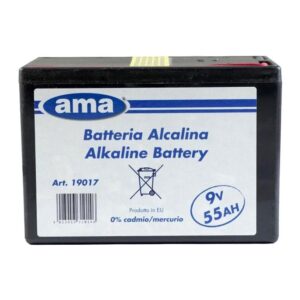 ama
Batteria Alcalina
Alkaline Battery
Art. 19017
9V
55AH
Prodotto in EU
0% cadmio/mercurio